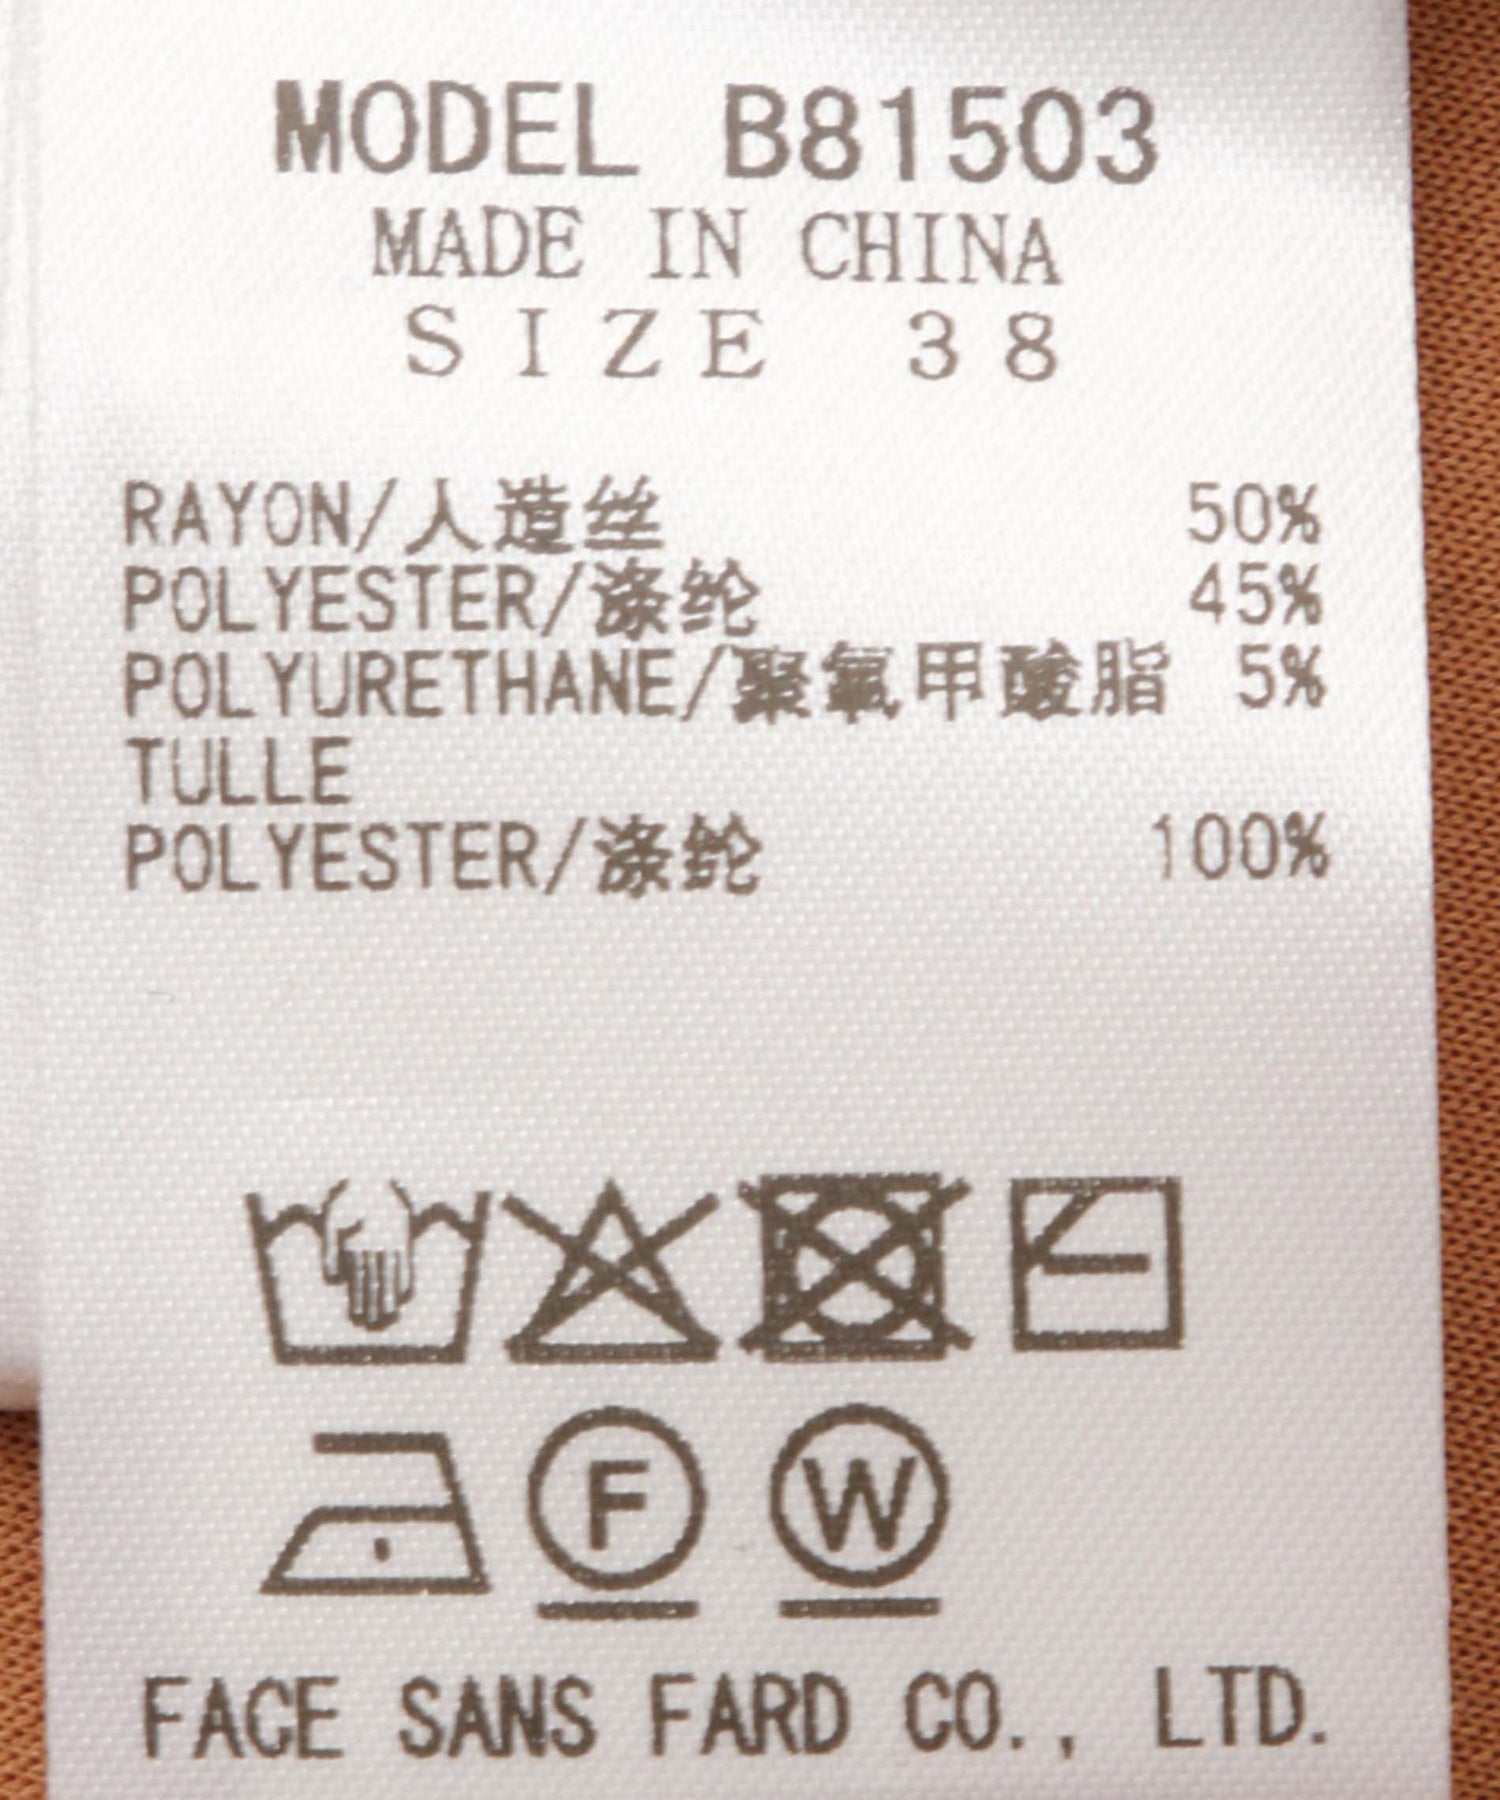 MODEL B81503
MADE IN CHINA
SIZE 38
RAYON/人造丝 50%
POLYESTER/涤纶 45%
POLYURETHANE/聚氨甲酸脂 5%
TULLE
POLYESTER/涤纶 100%
F W
FACE SANS FARD CO., LTD.